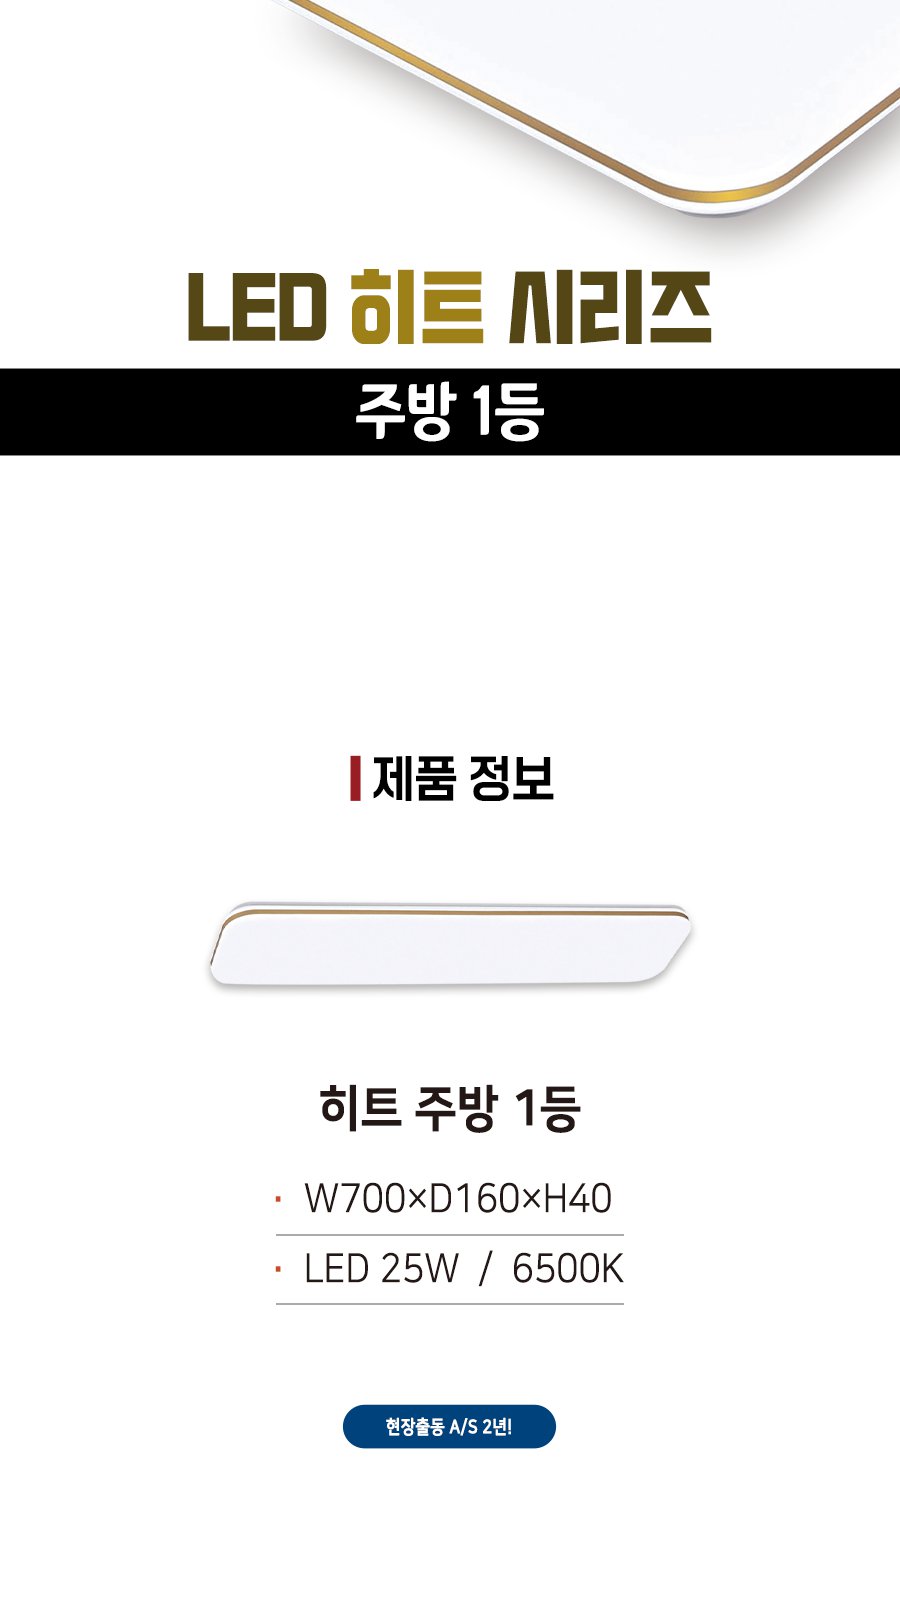 LED 히트 시리즈
주방 1등
제품 정보
히트 주방 1등
· W700×D160×H40
· LED 25W / 6500K
현장출동 A/S 2년!